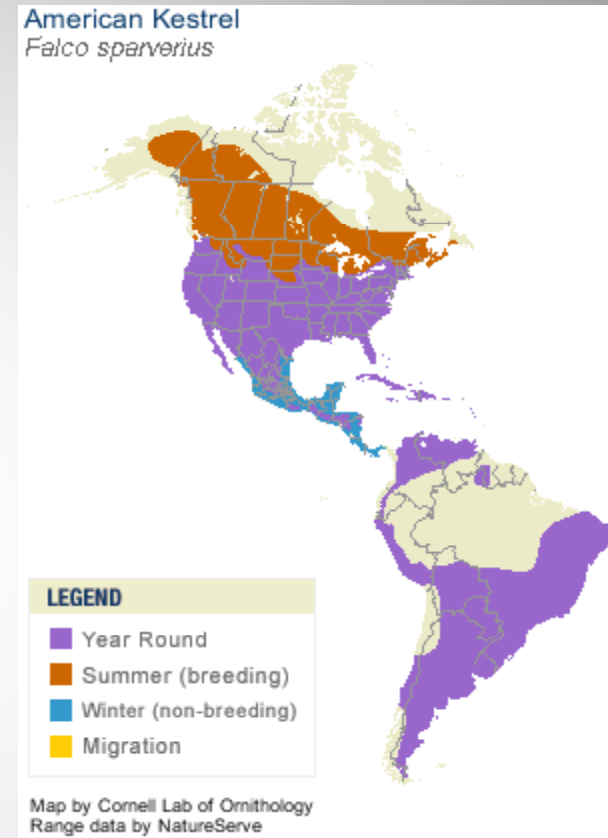 American Kestrel
Falco sparverius
LEGEND
Year Round
Summer (breeding)
Winter (non-breeding)
Migration
Map by Cornell Lab of Ornithology
Range data by NatureServe